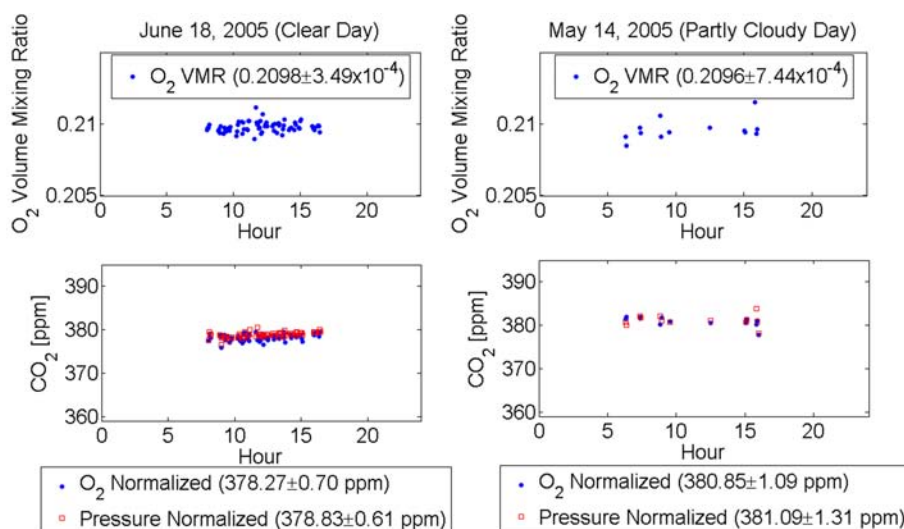 June 18, 2005 (Clear Day)
O2 VMR (0.2098±3.49x10-4)
O2 Volume Mixing Ratio
0.21
0.205
0 5 10 15 20
Hour
May 14, 2005 (Partly Cloudy Day)
O2 VMR (0.2096±7.44x10-4)
O2 Volume Mixing Ratio
0.21
0.205
0 5 10 15 20
Hour
CO2 [ppm]
390
380
370
360
0 5 10 15 20
Hour
O2 Normalized (378.27±0.70 ppm)
Pressure Normalized (378.83±0.61 ppm)
CO2 [ppm]
390
380
370
360
0 5 10 15 20
Hour
O2 Normalized (380.85±1.09 ppm)
Pressure Normalized (381.09±1.31 ppm)